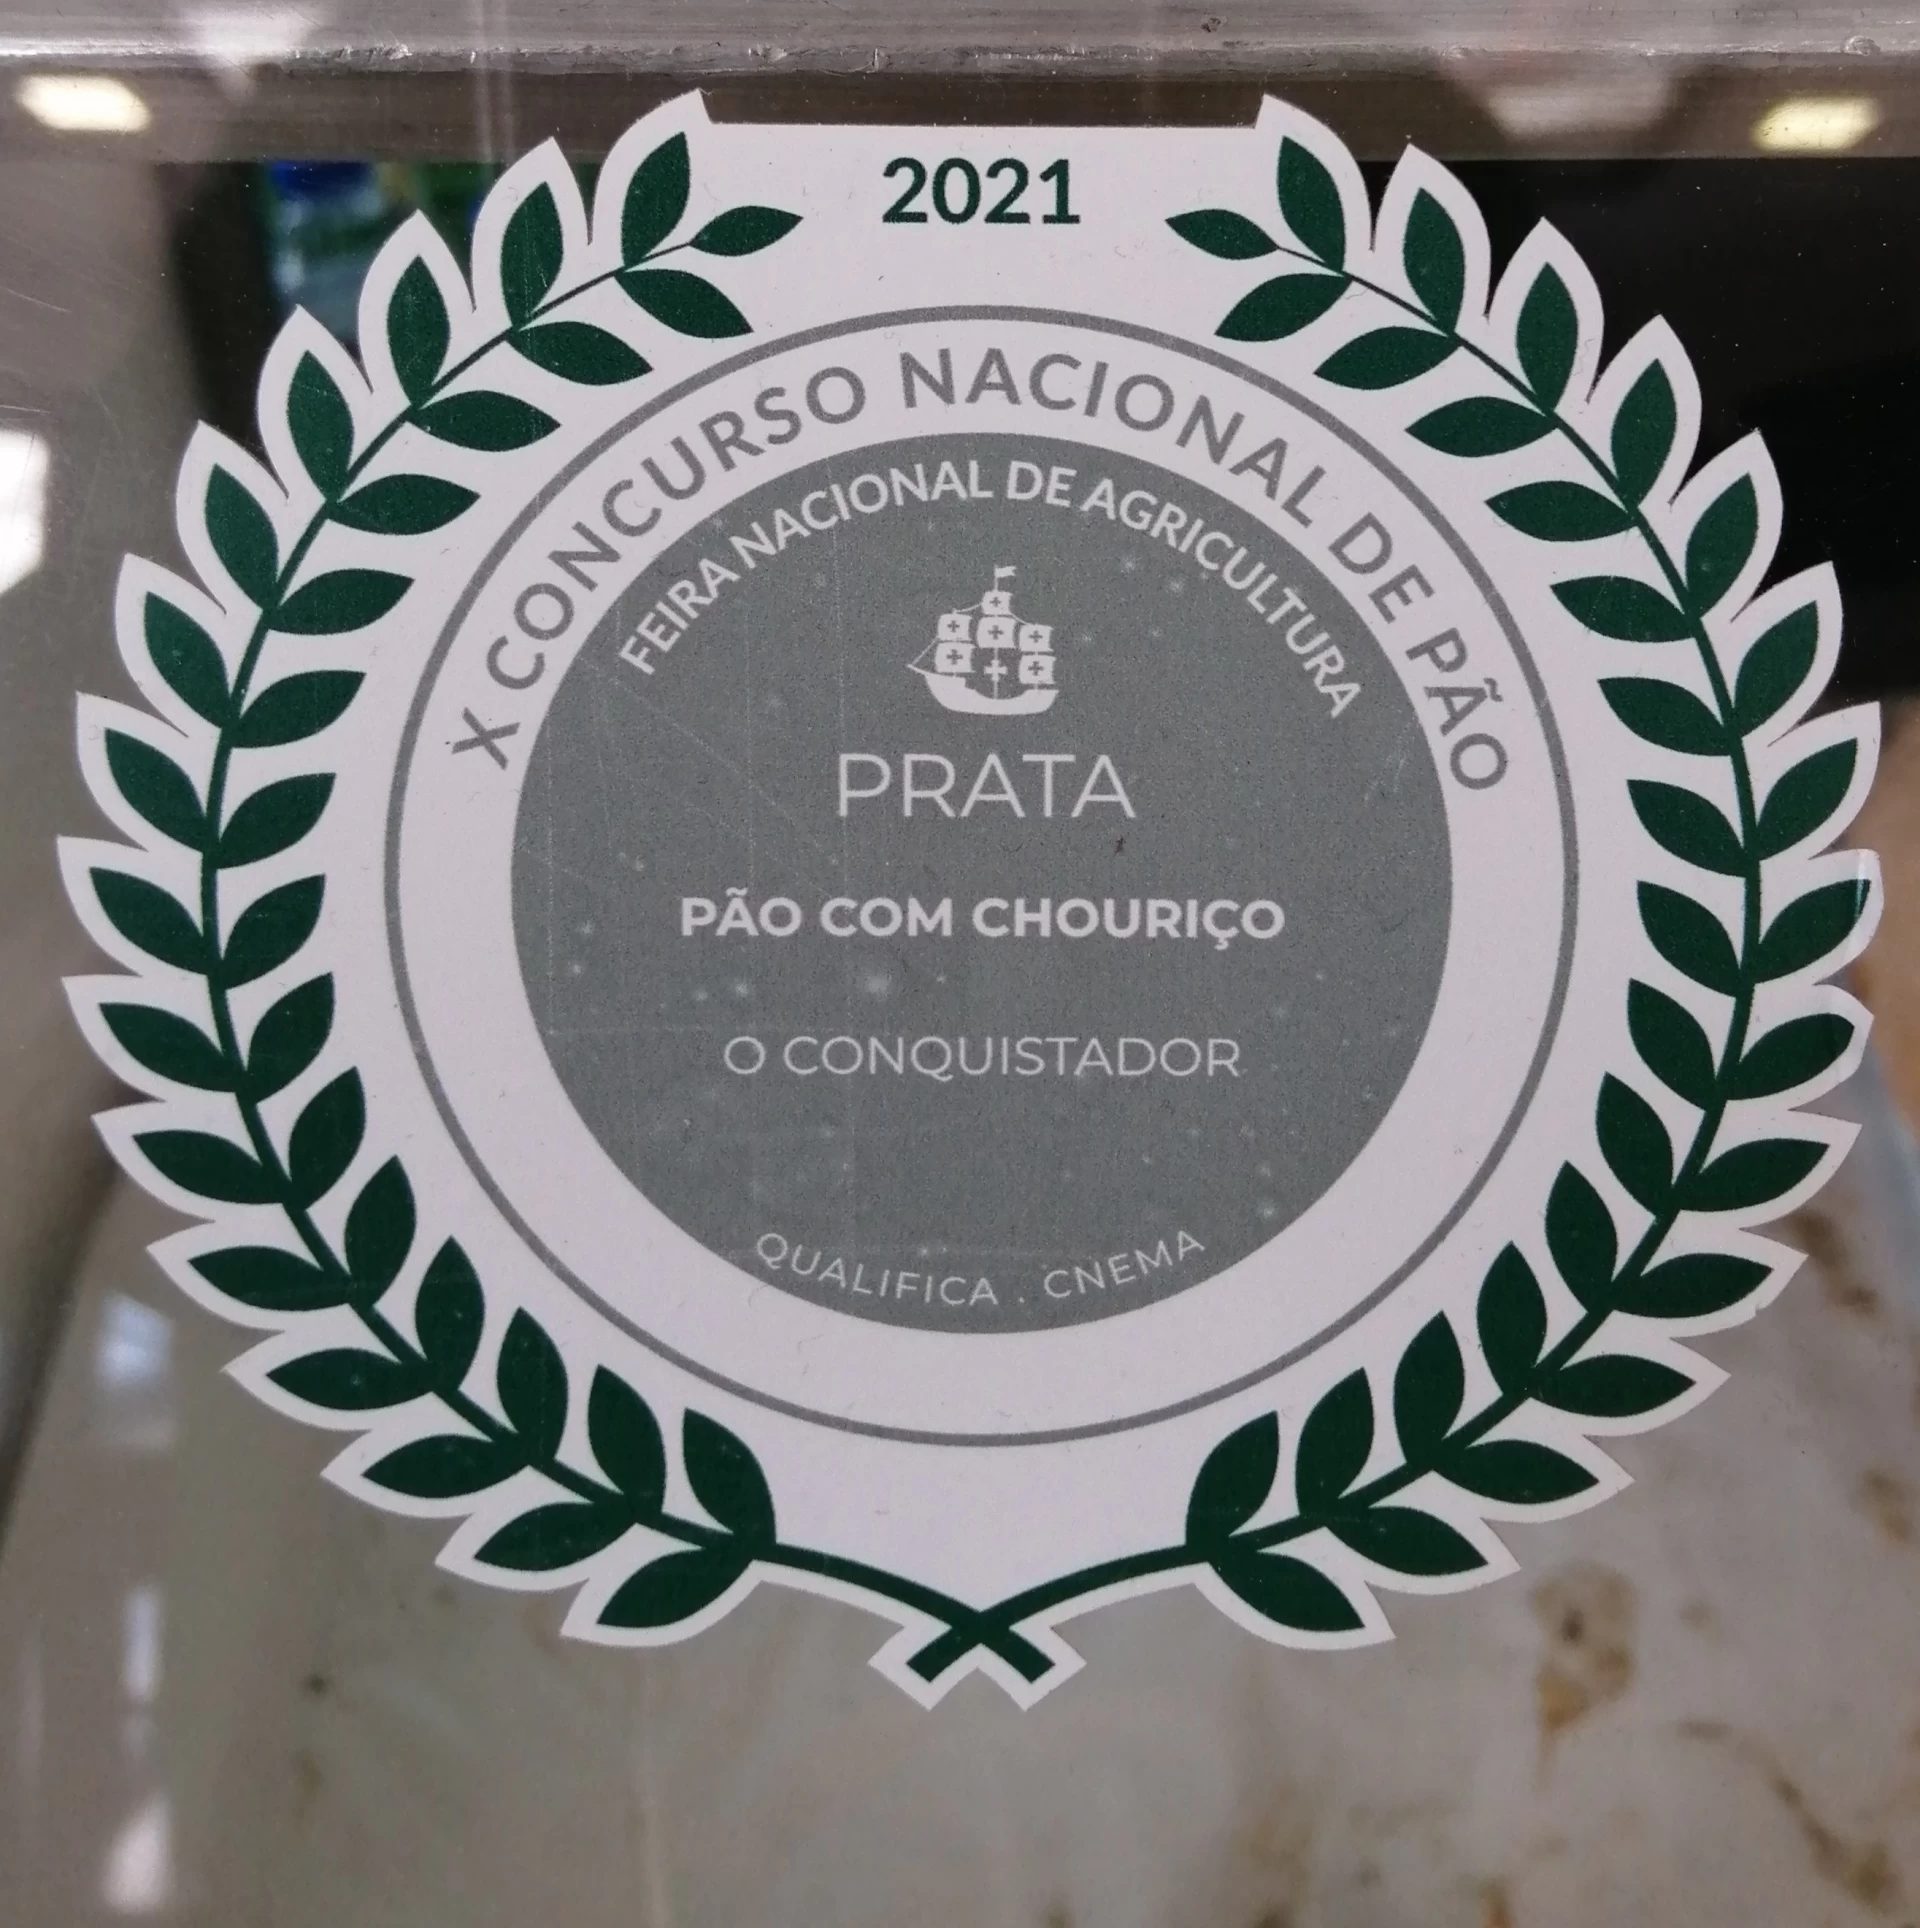 2021
X CONCURSO NACIONAL DE PÃO
FEIRA NACIONAL DE AGRICULTURA
PRATA
PÃO COM CHOURIÇO
O CONQUISTADOR
QUALIFICA . CNEMA